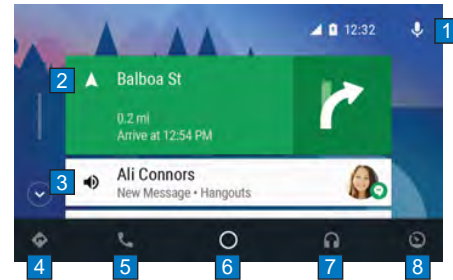 12:32
1
2
Balboa St
0.2 mi
Arrive at 12:54 PM
3
Ali Connors
New Message • Hangouts
4
5
6
7
8